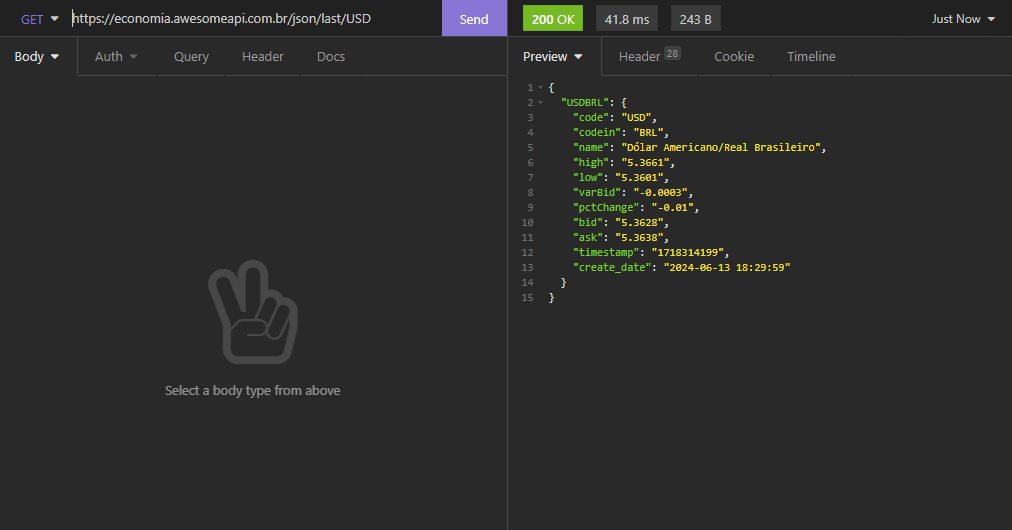 GET https://economia.awesomeapi.com.br/json/last/USD Send 200 OK 41.8 ms 243 B Just Now
Body Auth Query Header Docs Preview Header 28 Cookie Timeline
1 {
2 "USDBRL": {
3 "code": "USD",
4 "codein": "BRL",
5 "name": "Dólar Americano/Real Brasileiro",
6 "high": "5.3661",
7 "low": "5.3601",
8 "varBid": "-0.0003",
9 "pctChange": "-0.01",
10 "bid": "5.3628",
11 "ask": "5.3638",
12 "timestamp": "1718314199",
13 "create_date": "2024-06-13 18:29:59"
14 }
15 }
Select a body type from above